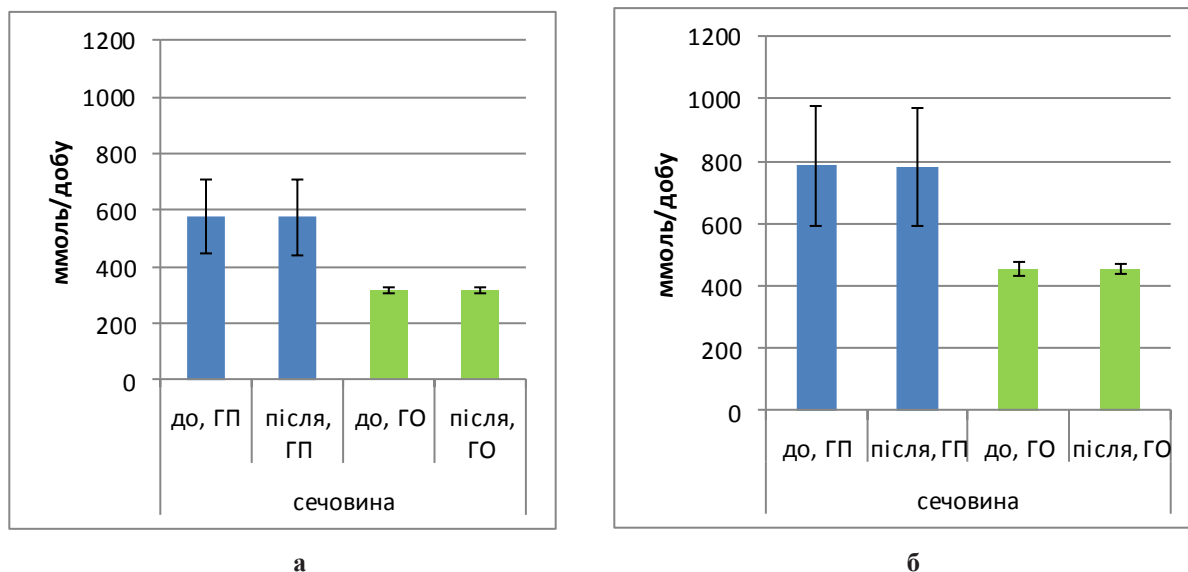 1200
1000
800
600
400
200
0
ммоль/добу
до, ГП
після, ГП
до, ГО
після, ГО
сечовина
а
1200
1000
800
600
400
200
0
ммоль/добу
до, ГП
після, ГП
до, ГО
після, ГО
сечовина
б